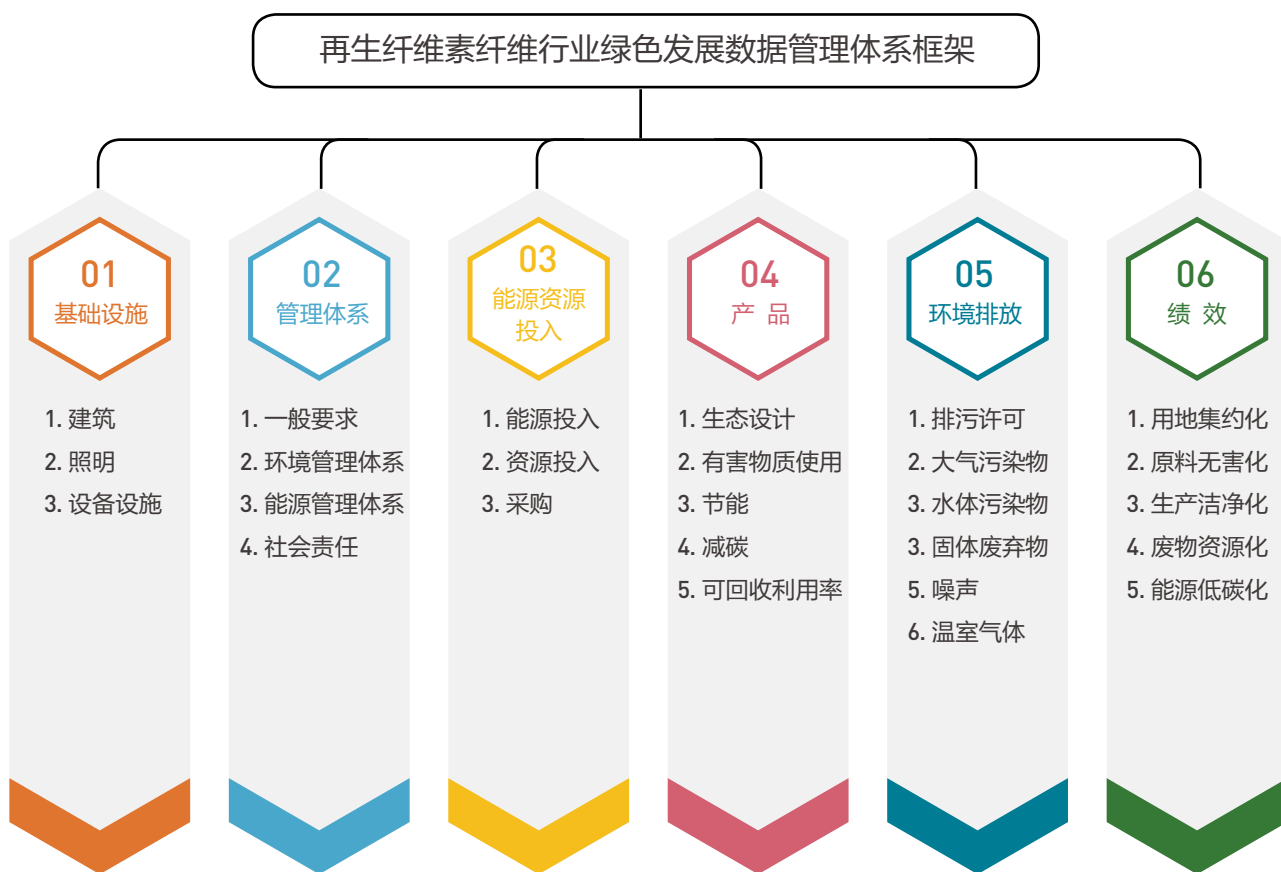 再生纤维素纤维行业绿色发展数据管理体系框架
01
基础设施
1. 建筑
2. 照明
3. 设备设施
02
管理体系
1. 一般要求
2. 环境管理体系
3. 能源管理体系
4. 社会责任
03
能源资源
投入
1. 能源投入
2. 资源投入
3. 采购
04
产 品
1. 生态设计
2. 有害物质使用
3. 节能
4. 减碳
5. 可回收利用率
05
环境排放
1. 排污许可
2. 大气污染物
3. 水体污染物
3. 固体废弃物
5. 噪声
6. 温室气体
06
绩 效
1. 用地集约化
2. 原料无害化
3. 生产洁净化
4. 废物资源化
5. 能源低碳化